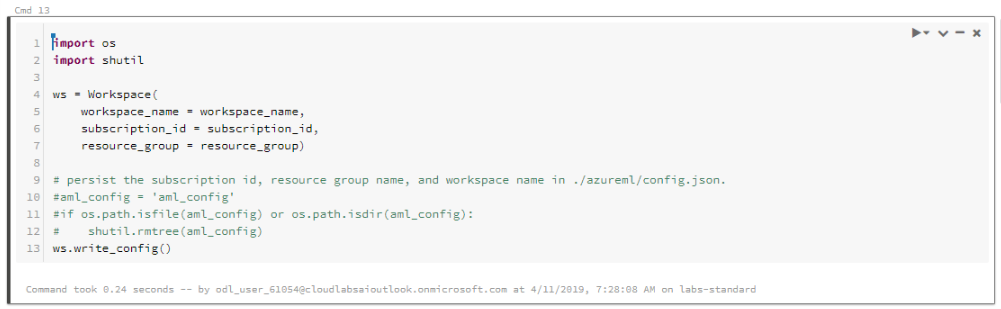 Cmd 13
1 import os
2 import shutil
3
4 ws = Workspace(
5     workspace_name = workspace_name,
6     subscription_id = subscription_id,
7     resource_group = resource_group)
8
9 # persist the subscription id, resource group name, and workspace name in ./azureml/config.json.
10 #aml_config = 'aml_config'
11 #if os.path.isfile(aml_config) or os.path.isdir(aml_config):
12 #    shutil.rmtree(aml_config)
13 ws.write_config()
Command took 0.24 seconds -- by odl_user_61054@cloudlabsaioutlook.onmicrosoft.com at 4/11/2019, 7:28:08 AM on labs-standard